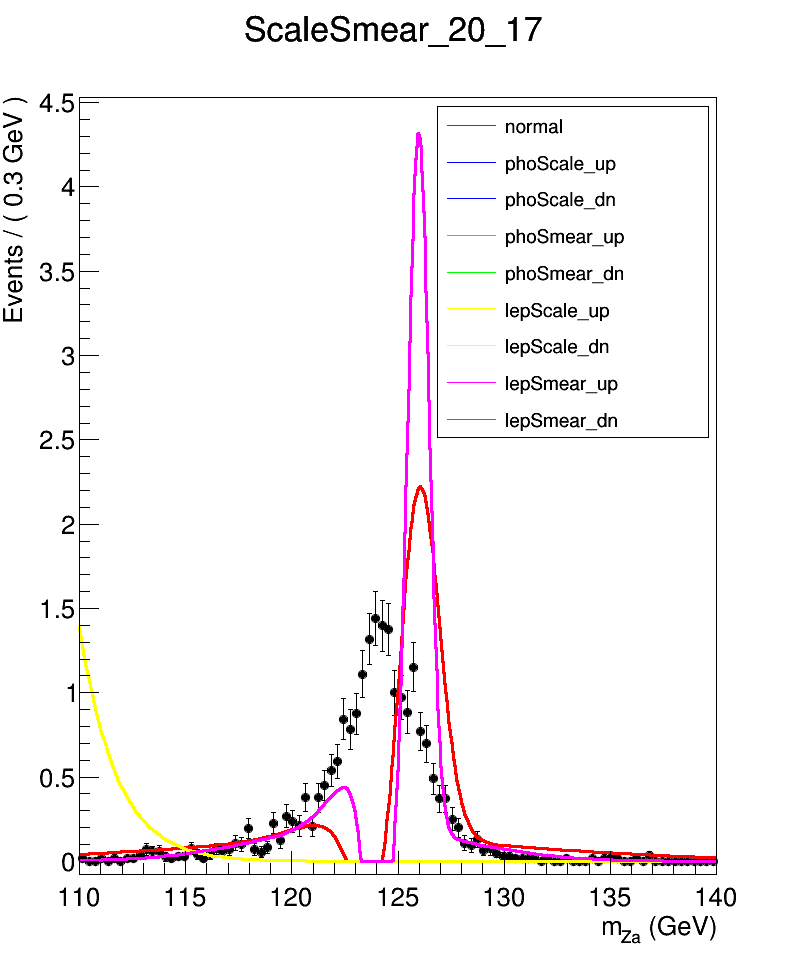 ScaleSmear_20_17
Events / ( 0.3 GeV )
4.5
4
3.5
3
2.5
2
1.5
1
0.5
0
normal
phoScale_up
phoScale_dn
phoSmear_up
phoSmear_dn
lepScale_up
lepScale_dn
lepSmear_up
lepSmear_dn
110 115 120 125 130 135 140
m_Za (GeV)